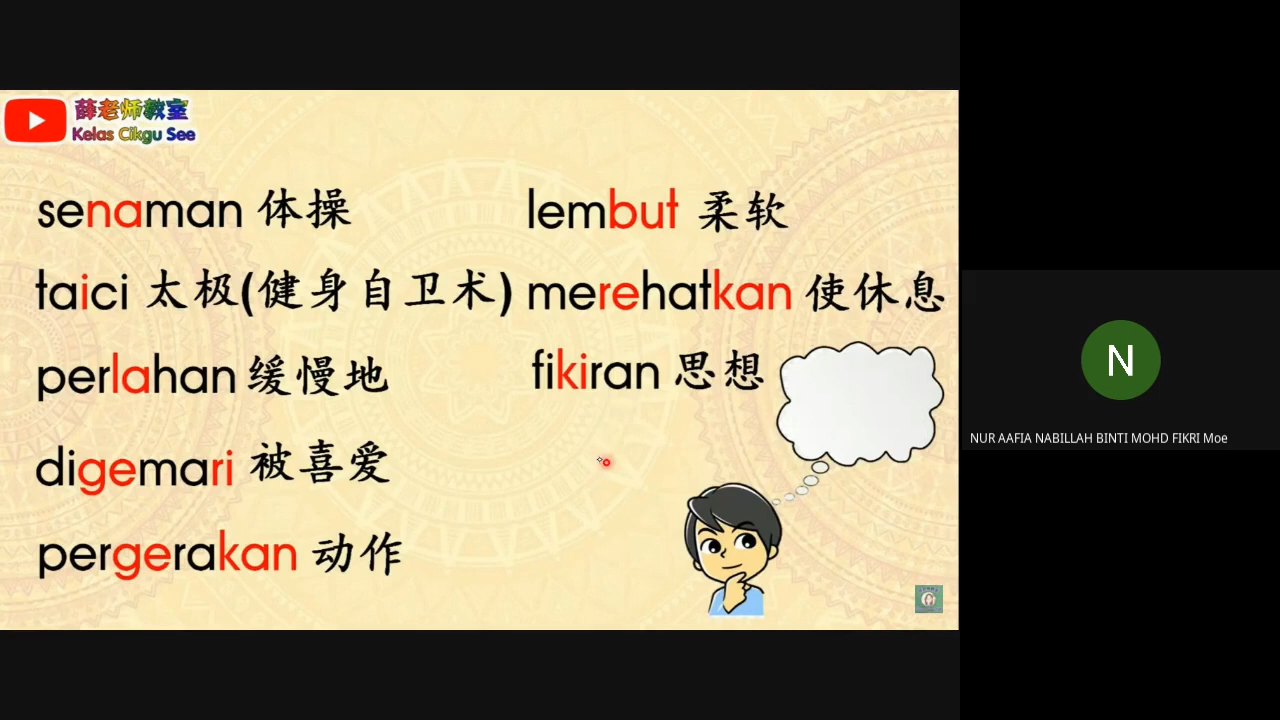 薛老师教室
Kelas Cikgu See
senaman 体操
taici 太极(健身自卫术)
perlahan 缓慢地
digemari 被喜爱
pergerakan 动作
lembut 柔软
merehatkan 使休息
fikiran 思想
N
NUR AAFIA NABILLAH BINTI MOHD FIKRI Moe